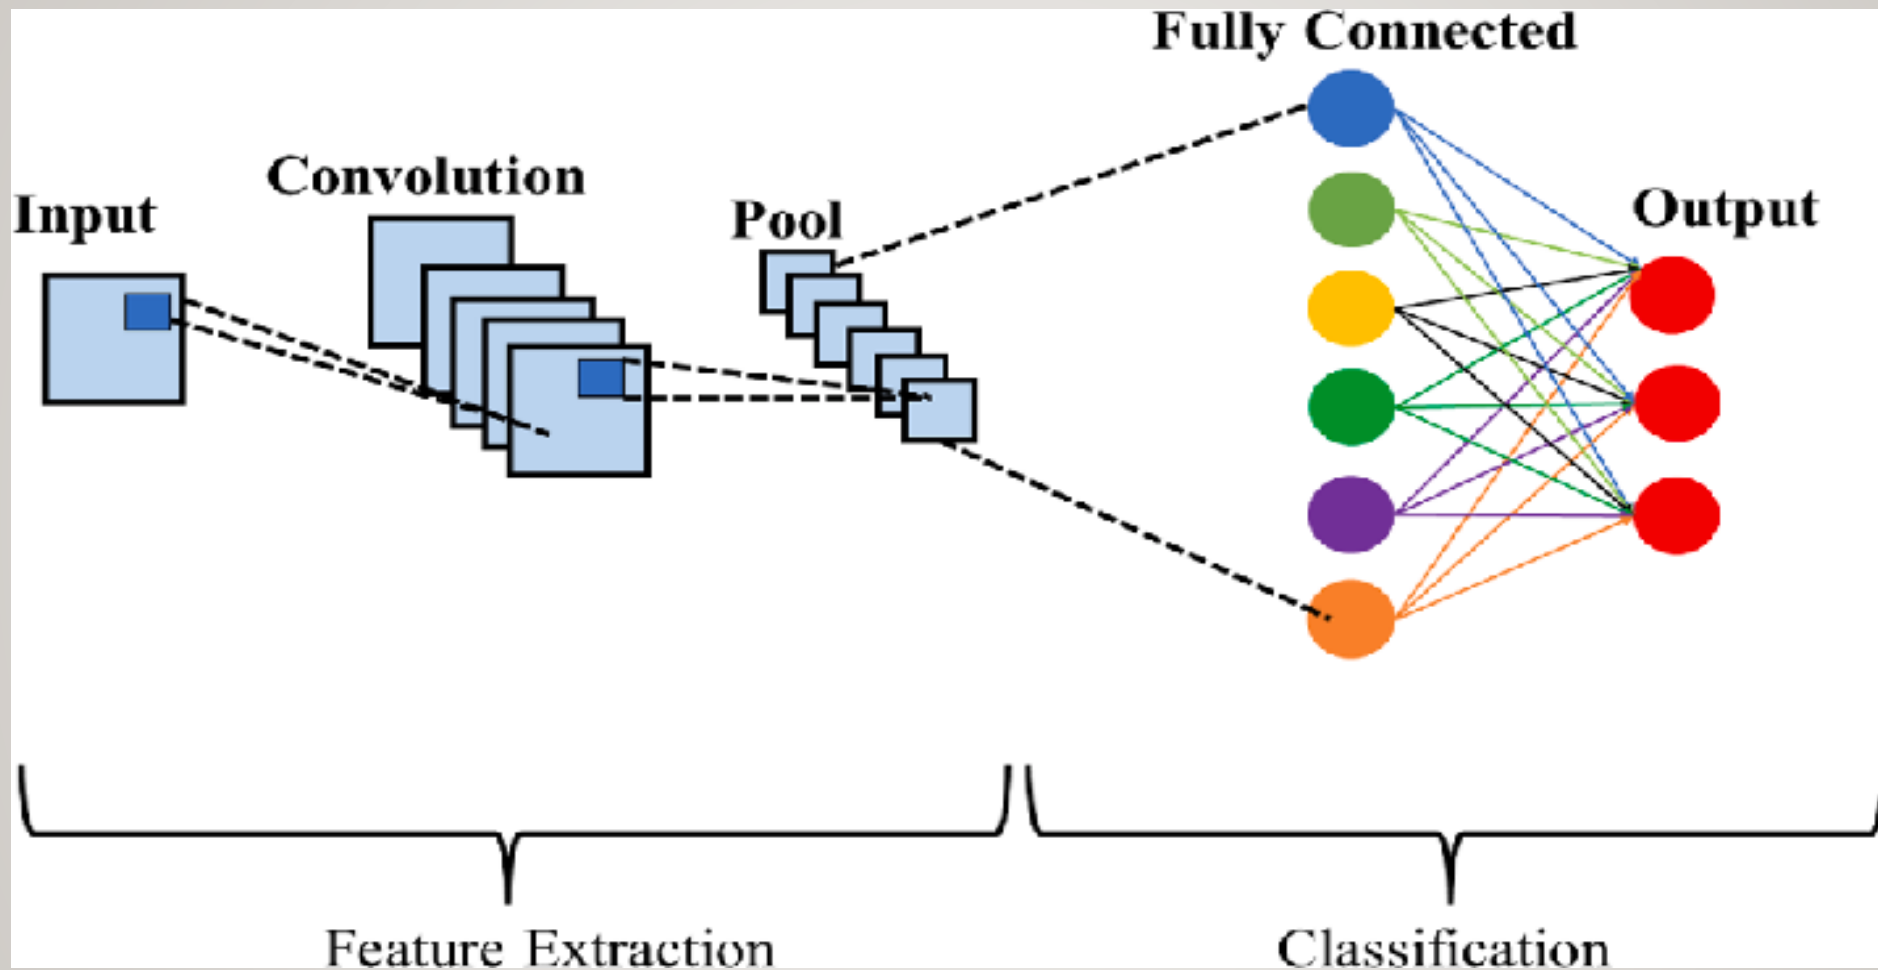 Fully Connected
Convolution
Input
Pool
Output
Feature Extraction
Classification